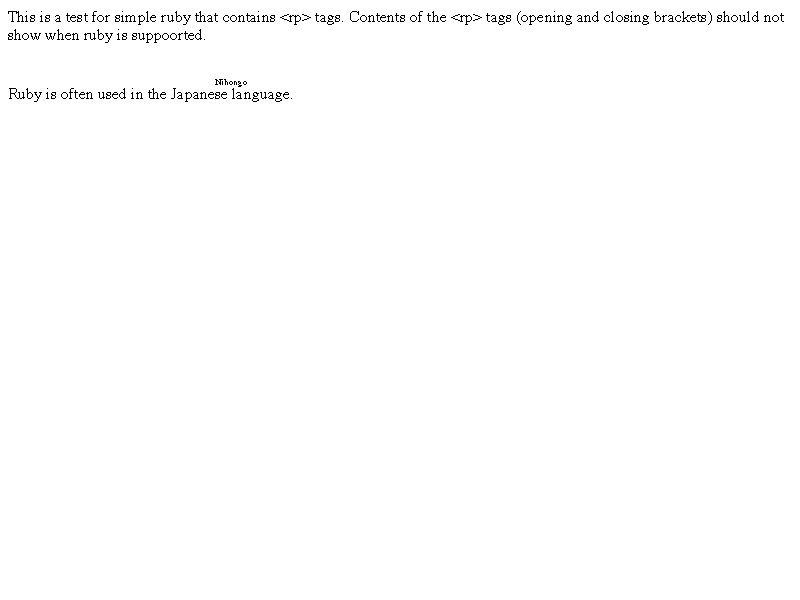 This is a test for simple ruby that contains <rp> tags. Contents of the <rp> tags (opening and closing brackets) should not
show when ruby is suppoorted.
Nihongo
Ruby is often used in the Japanese language.